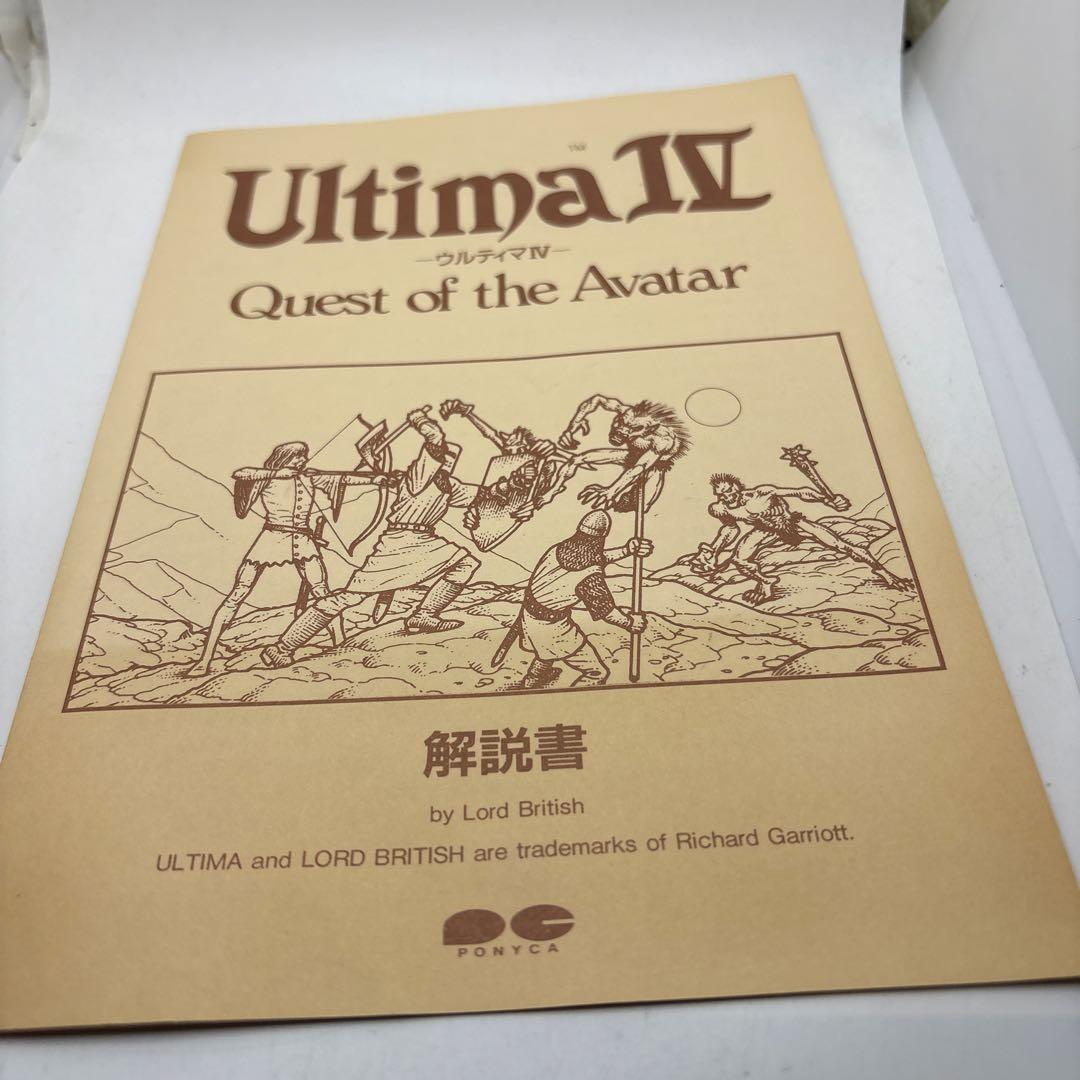 Ultima IV
TM
—ウルティマIV—
Quest of the Avatar
解説書
by Lord British
ULTIMA and LORD BRITISH are trademarks of Richard Garriott.
PC
PONYCA